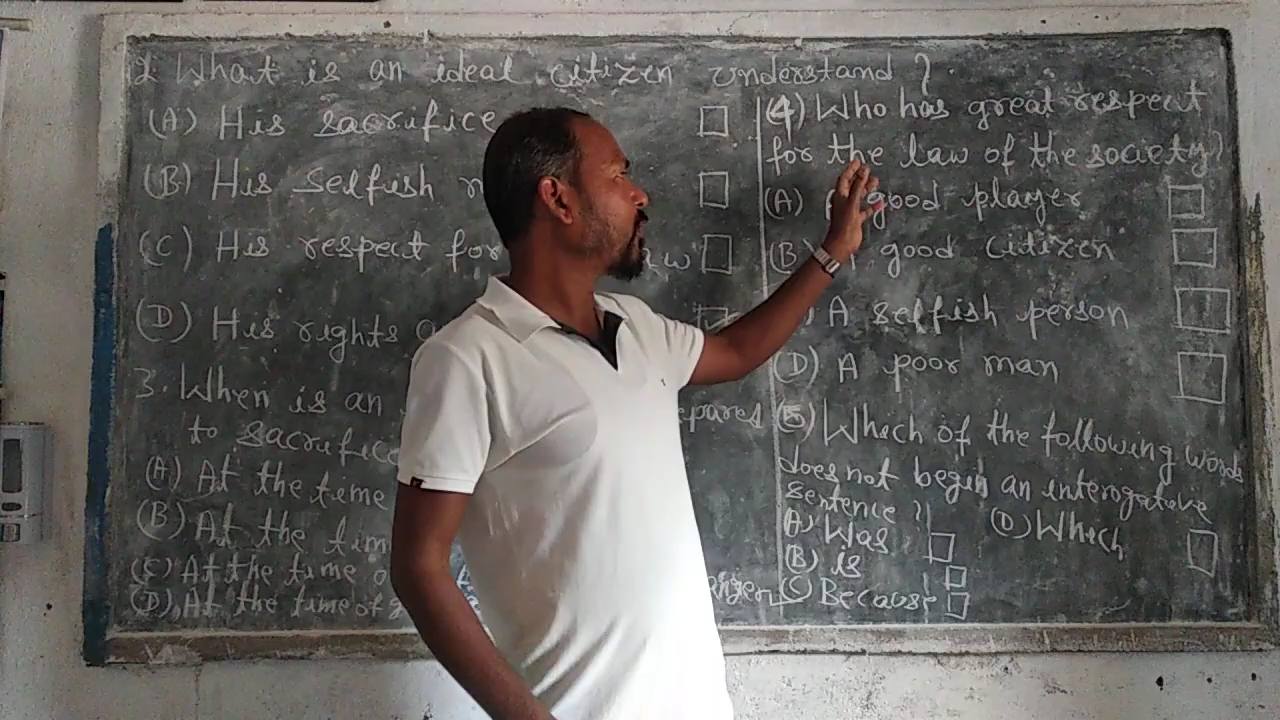 2. What is an ideal citizen understand?
(A) His sacrifice
(B) His selfish
(C) His respect for
(D) His rights
3. When is an
epares
to sacrifice
(A) At the time
(B) At the time
(C) At the time
(D) At the time of
(4) Who has great respect
for the law of the society?
(A) good player
(B) good citizen
A selfish person
(D) A poor man
(5) Which of the following words
does not begin an interogative
sentence?
(A) Was
(D) Which
(B) is
(C) Because